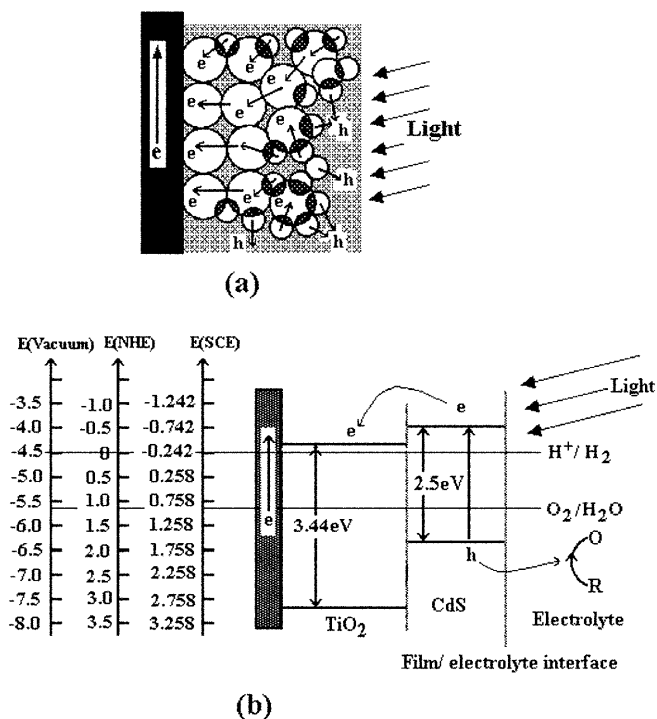 e
e
e
e
e
e
e
e
e
e
h
h
h
h
Light
(a)
E(Vacuum) E(NHE) E(SCE)
-3.5 -1.0 -1.242
-4.0 -0.5 -0.742
-4.5 0 -0.242
-5.0 0.5 0.258
-5.5 1.0 0.758
-6.0 1.5 1.258
-6.5 2.0 1.758
-7.0 2.5 2.258
-7.5 3.0 2.758
-8.0 3.5 3.258
e
e
e
Light
H+/ H2
2.5eV
O2/H2O
3.44eV
h
O
R
TiO2
CdS
Electrolyte
Film/ electrolyte interface
(b)